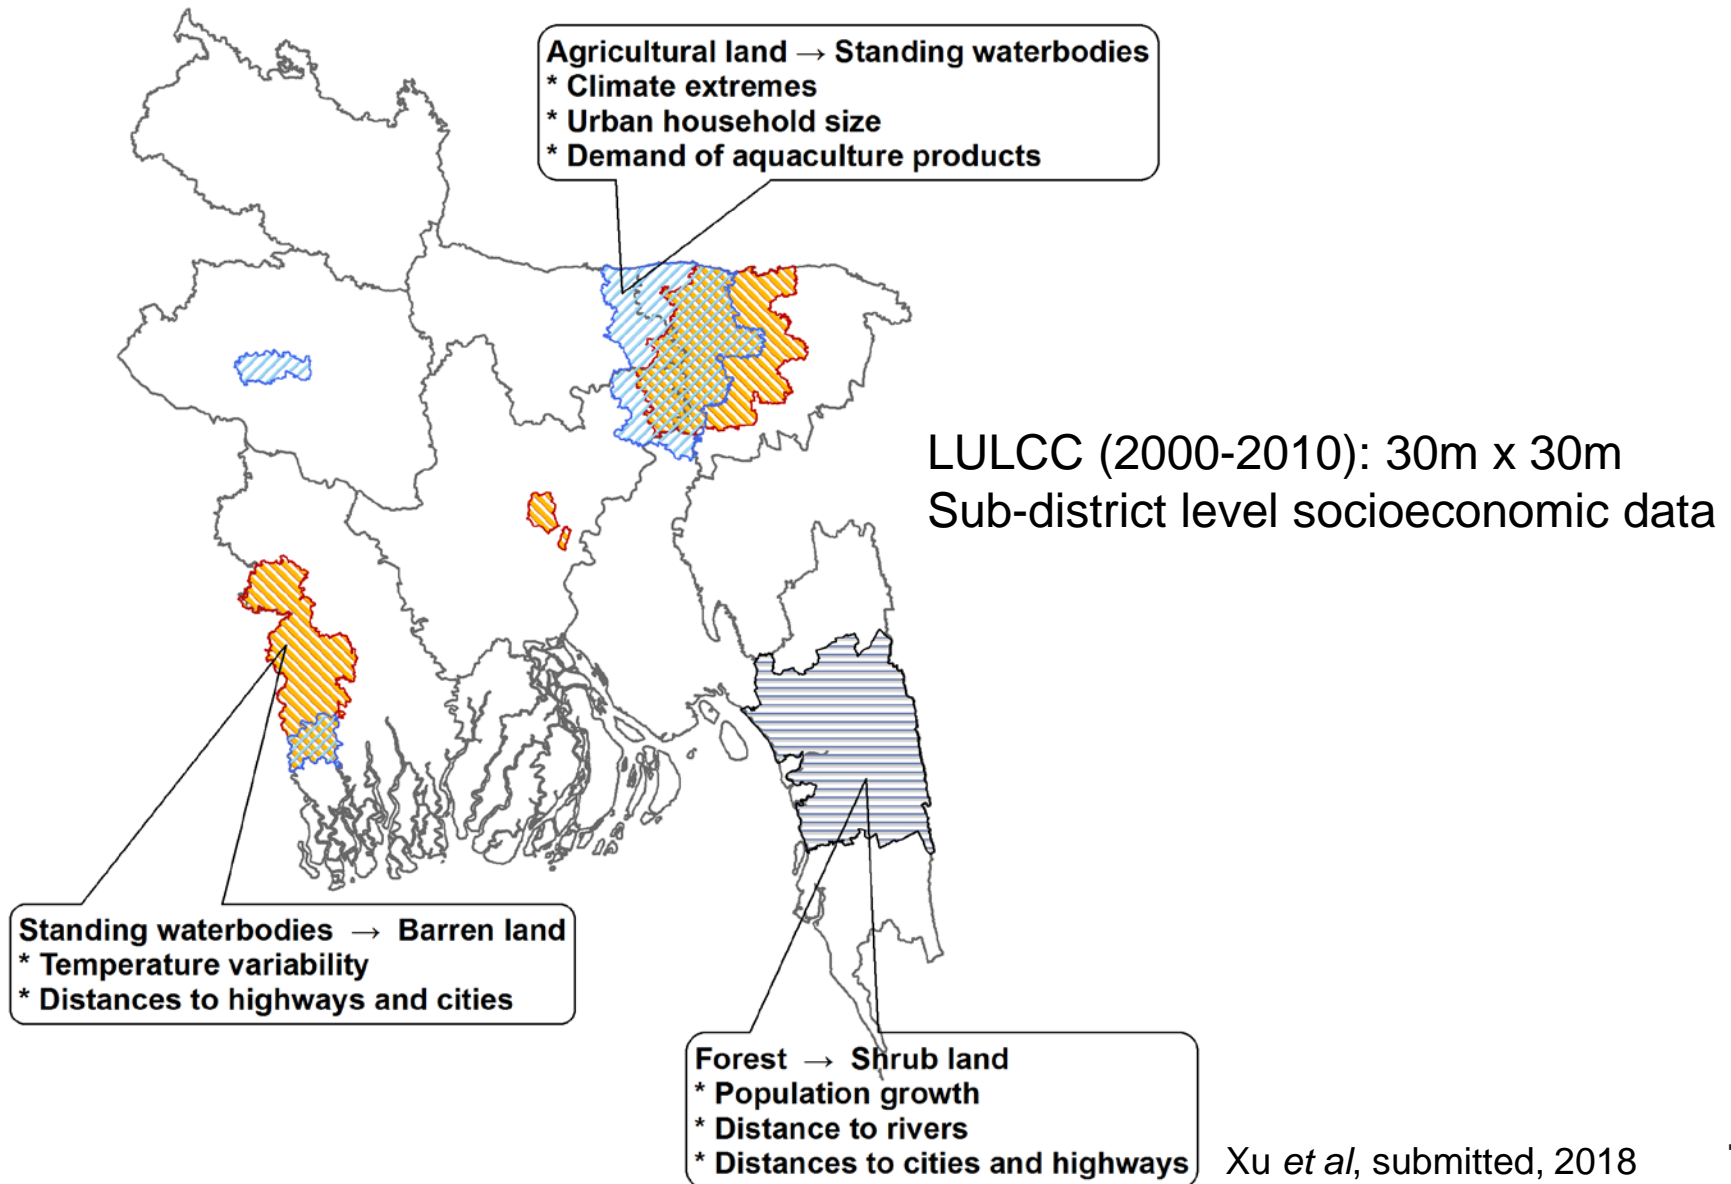 Agricultural land → Standing waterbodies
* Climate extremes
* Urban household size
* Demand of aquaculture products
LULCC (2000-2010): 30m x 30m
Sub-district level socioeconomic data
Standing waterbodies → Barren land
* Temperature variability
* Distances to highways and cities
Forest → Shrub land
* Population growth
* Distance to rivers
* Distances to cities and highways
Xu et al, submitted, 2018